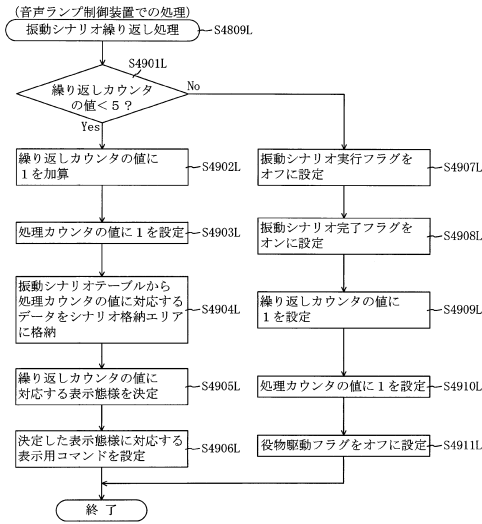 (音声ランプ制御装置での処理)
振動シナリオ繰り返し処理
S4809L
S4901L
繰り返しカウンタ
の値<5?
No
Yes
繰り返しカウンタの値に
1を加算
S4902L
処理カウンタの値に1を設定
S4903L
振動シナリオテーブルから
処理カウンタの値に対応する
データをシナリオ格納エリア
に格納
S4904L
繰り返しカウンタの値に
対応する表示態様を決定
S4905L
決定した表示態様に対応する
表示用コマンドを設定
S4906L
振動シナリオ実行フラグを
オフに設定
S4907L
振動シナリオ完了フラグを
オンに設定
S4908L
繰り返しカウンタの値に
1を設定
S4909L
処理カウンタの値に1を設定
S4910L
役物駆動フラグをオフに設定
S4911L
終了